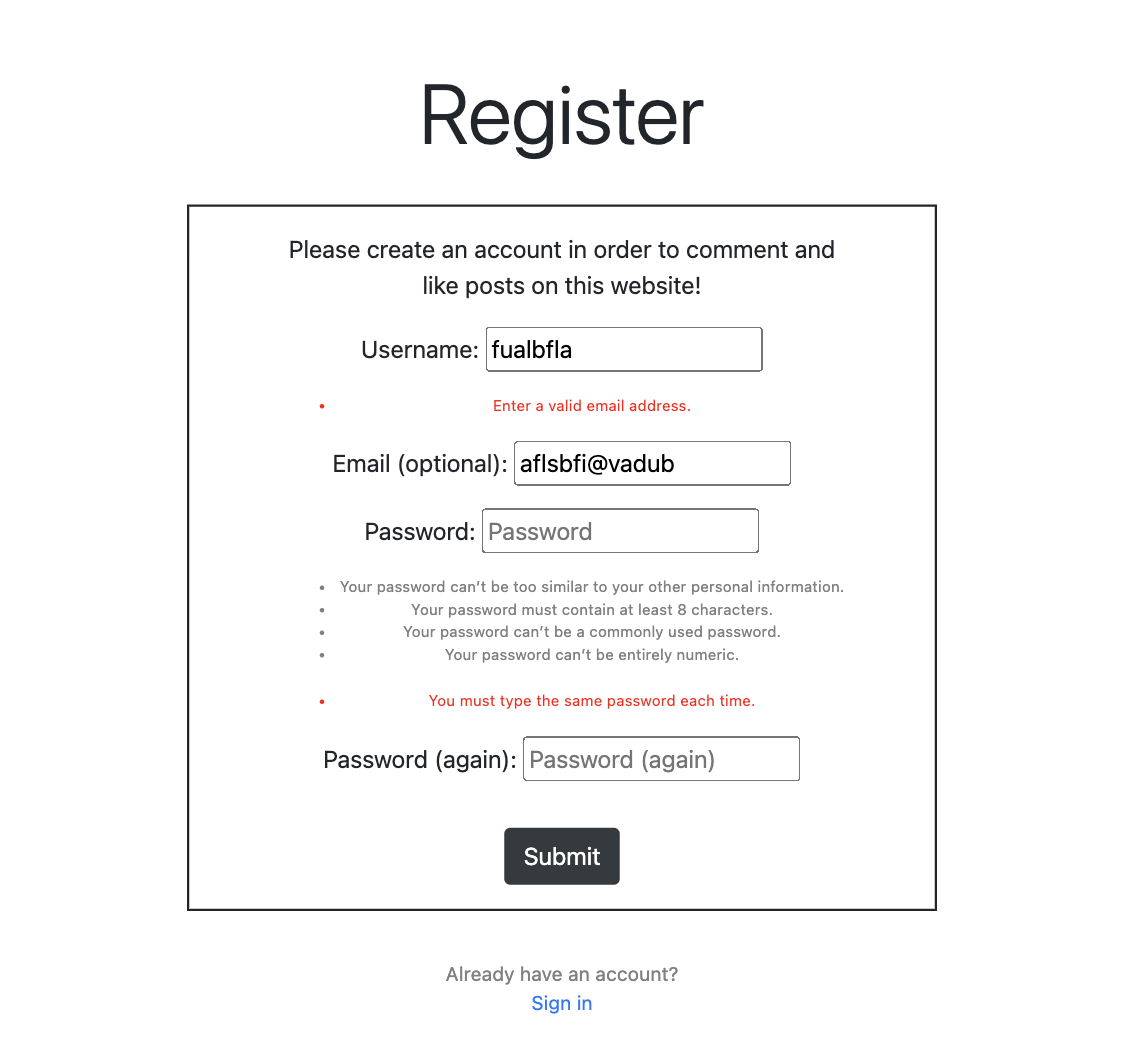 Register
Please create an account in order to comment and
like posts on this website!
Username: fualbfla
• Enter a valid email address.
Email (optional): aflsbfi@vadub
Password: Password
• Your password can’t be too similar to your other personal information.
• Your password must contain at least 8 characters.
• Your password can’t be a commonly used password.
• Your password can’t be entirely numeric.
• You must type the same password each time.
Password (again): Password (again)
Submit
Already have an account?
Sign in